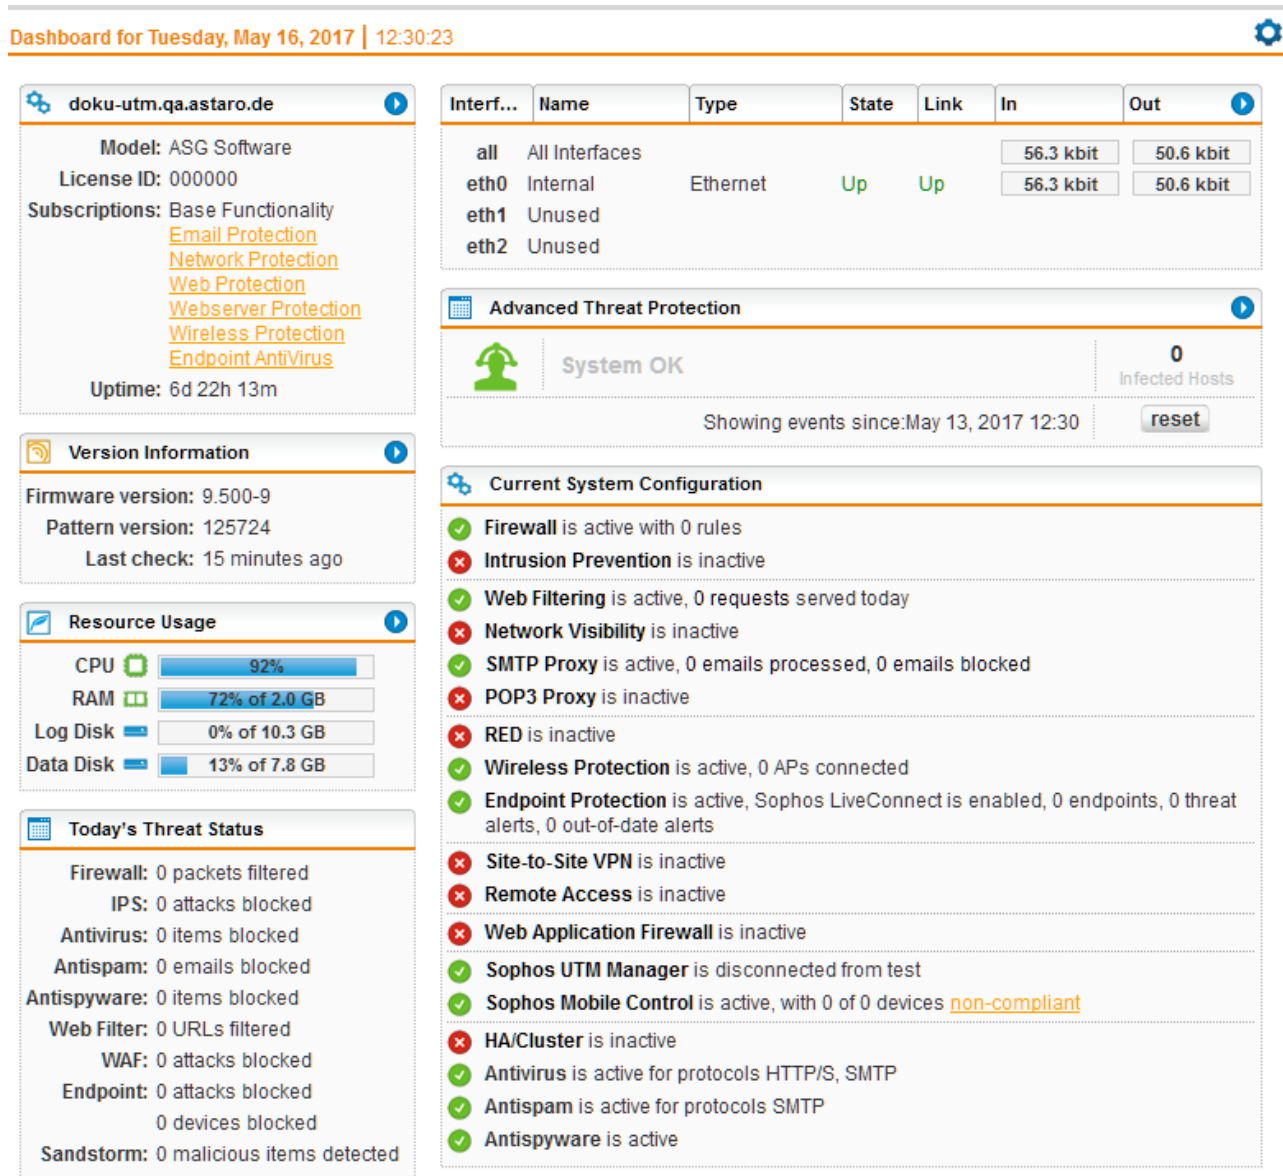 Dashboard for Tuesday, May 16, 2017 | 12:30:23
doku-utm.qa.astaro.de
Model: ASG Software
License ID: 000000
Subscriptions: Base Functionality
Email Protection
Network Protection
Web Protection
Webserver Protection
Wireless Protection
Endpoint AntiVirus
Uptime: 6d 22h 13m
Version Information
Firmware version: 9.500-9
Pattern version: 125724
Last check: 15 minutes ago
Resource Usage
CPU 92%
RAM 72% of 2.0 GB
Log Disk 0% of 10.3 GB
Data Disk 13% of 7.8 GB
Today's Threat Status
Firewall: 0 packets filtered
IPS: 0 attacks blocked
Antivirus: 0 items blocked
Antispam: 0 emails blocked
Antispyware: 0 items blocked
Web Filter: 0 URLs filtered
WAF: 0 attacks blocked
Endpoint: 0 attacks blocked
0 devices blocked
Sandstorm: 0 malicious items detected
Interf... Name Type State Link In Out
all All Interfaces 56.3 kbit 50.6 kbit
eth0 Internal Ethernet Up Up 56.3 kbit 50.6 kbit
eth1 Unused
eth2 Unused
Advanced Threat Protection
System OK
0
Infected Hosts
Showing events since:May 13, 2017 12:30 reset
Current System Configuration
Firewall is active with 0 rules
Intrusion Prevention is inactive
Web Filtering is active, 0 requests served today
Network Visibility is inactive
SMTP Proxy is active, 0 emails processed, 0 emails blocked
POP3 Proxy is inactive
RED is inactive
Wireless Protection is active, 0 APs connected
Endpoint Protection is active, Sophos LiveConnect is enabled, 0 endpoints, 0 threat
alerts, 0 out-of-date alerts
Site-to-Site VPN is inactive
Remote Access is inactive
Web Application Firewall is inactive
Sophos UTM Manager is disconnected from test
Sophos Mobile Control is active, with 0 of 0 devices non-compliant
HA/Cluster is inactive
Antivirus is active for protocols HTTP/S, SMTP
Antispam is active for protocols SMTP
Antispyware is active